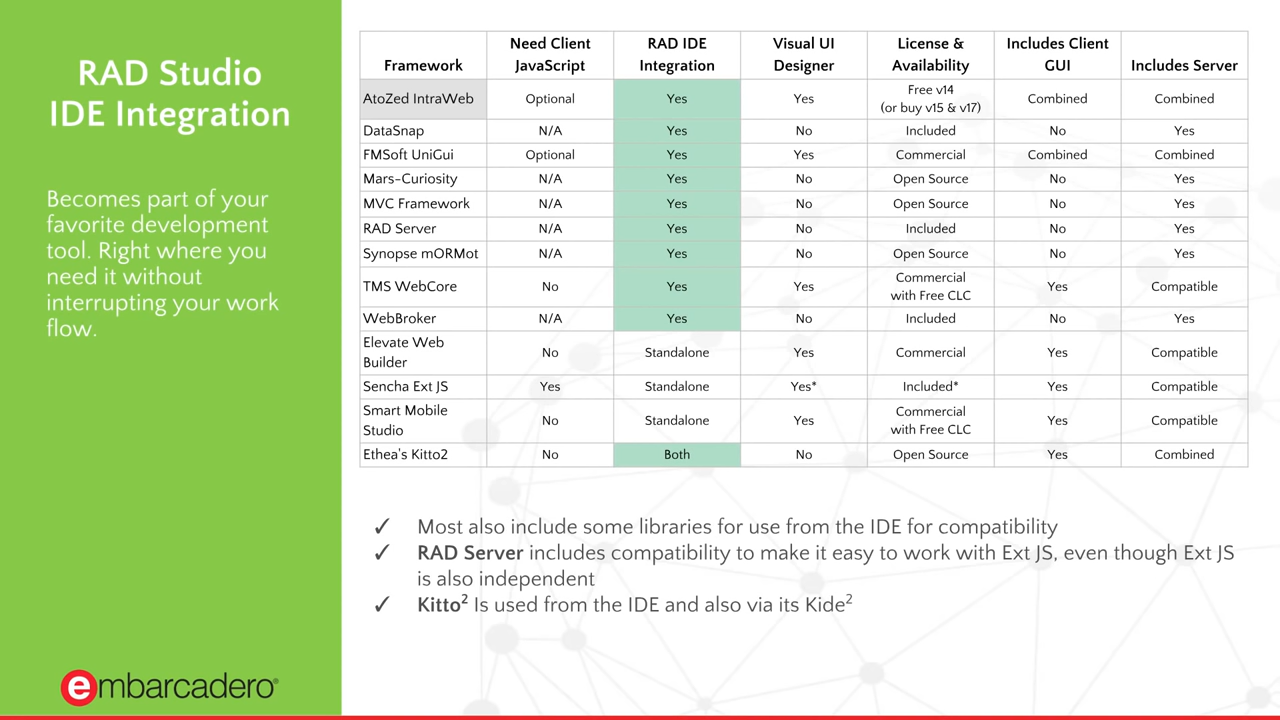 RAD Studio
IDE Integration
Becomes part of your
favorite development
tool. Right where you
need it without
interrupting your work
flow.
embarcadero®
Framework Need Client JavaScript RAD IDE Integration Visual UI Designer License & Availability Includes Client GUI Includes Server
AtoZed IntraWeb Optional Yes Yes Free v14 (or buy v15 & v17) Combined Combined
DataSnap N/A Yes No Included No Yes
FMSoft UniGui Optional Yes Yes Commercial Combined Combined
Mars-Curiosity N/A Yes No Open Source No Yes
MVC Framework N/A Yes No Open Source No Yes
RAD Server N/A Yes No Included No Yes
Synopse mORMot N/A Yes No Open Source No Yes
TMS WebCore No Yes Yes Commercial with Free CLC Yes Compatible
WebBroker N/A Yes No Included No Yes
Elevate Web Builder No Standalone Yes Commercial Yes Compatible
Sencha Ext JS Yes Standalone Yes* Included* Yes Compatible
Smart Mobile Studio No Standalone Yes Commercial with Free CLC Yes Compatible
Ethea's Kitto2 No Both No Open Source Yes Combined
✓ Most also include some libraries for use from the IDE for compatibility
✓ RAD Server includes compatibility to make it easy to work with Ext JS, even though Ext JS
is also independent
✓ Kitto² Is used from the IDE and also via its Kide²